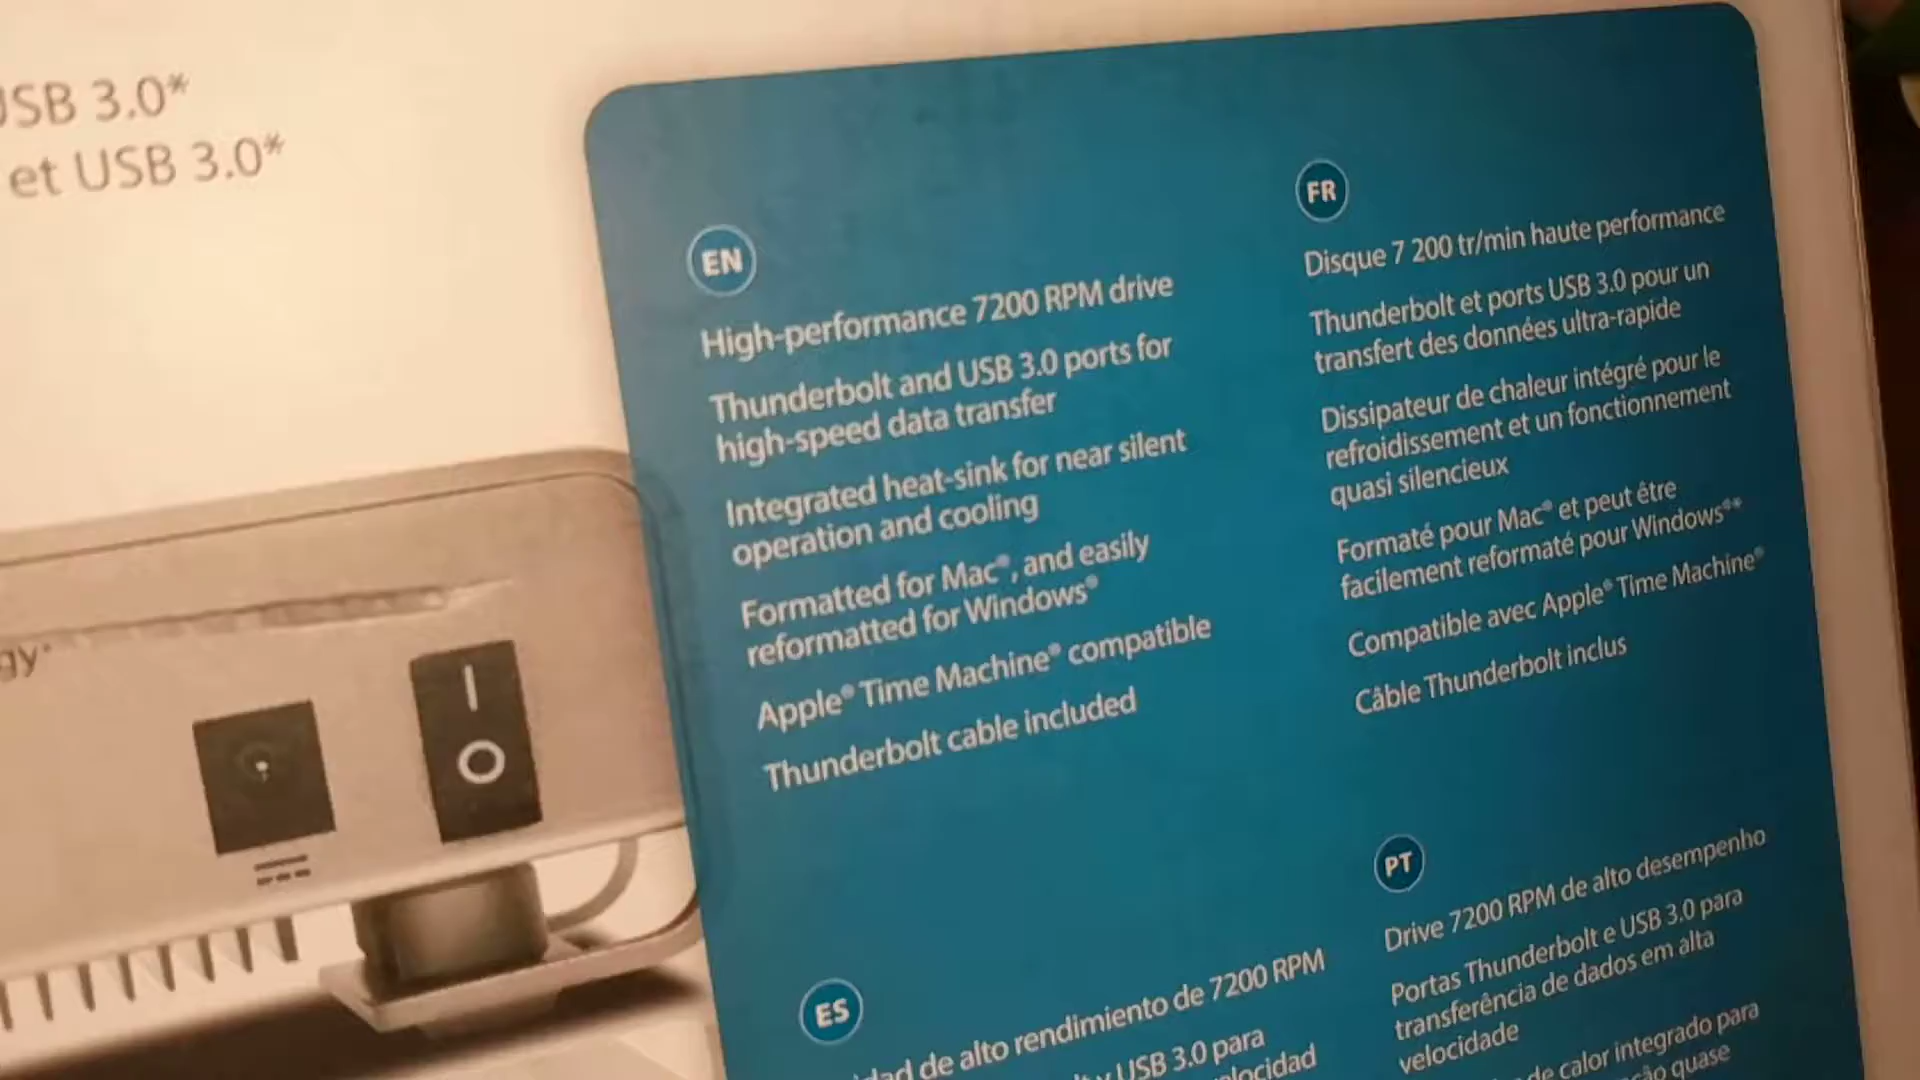 USB 3.0*
et USB 3.0*
EN
High-performance 7200 RPM drive
Thunderbolt and USB 3.0 ports for
high-speed data transfer
Integrated heat-sink for near silent
operation and cooling
Formatted for Mac®, and easily
reformatted for Windows®
Apple® Time Machine® compatible
Thunderbolt cable included
FR
Disque 7 200 tr/min haute performance
Thunderbolt et ports USB 3.0 pour un
transfert des données ultra-rapide
Dissipateur de chaleur intégré pour le
refroidissement et un fonctionnement
quasi silencieux
Formaté pour Mac® et peut être
facilement reformaté pour Windows®*
Compatible avec Apple® Time Machine®
Câble Thunderbolt inclus
ES
de alto rendimiento de 7200 RPM
y USB 3.0 para
PT
Drive 7200 RPM de alto desempenho
Portas Thunderbolt e USB 3.0 para
transferência de dados em alta
velocidade
de calor integrado para
quase